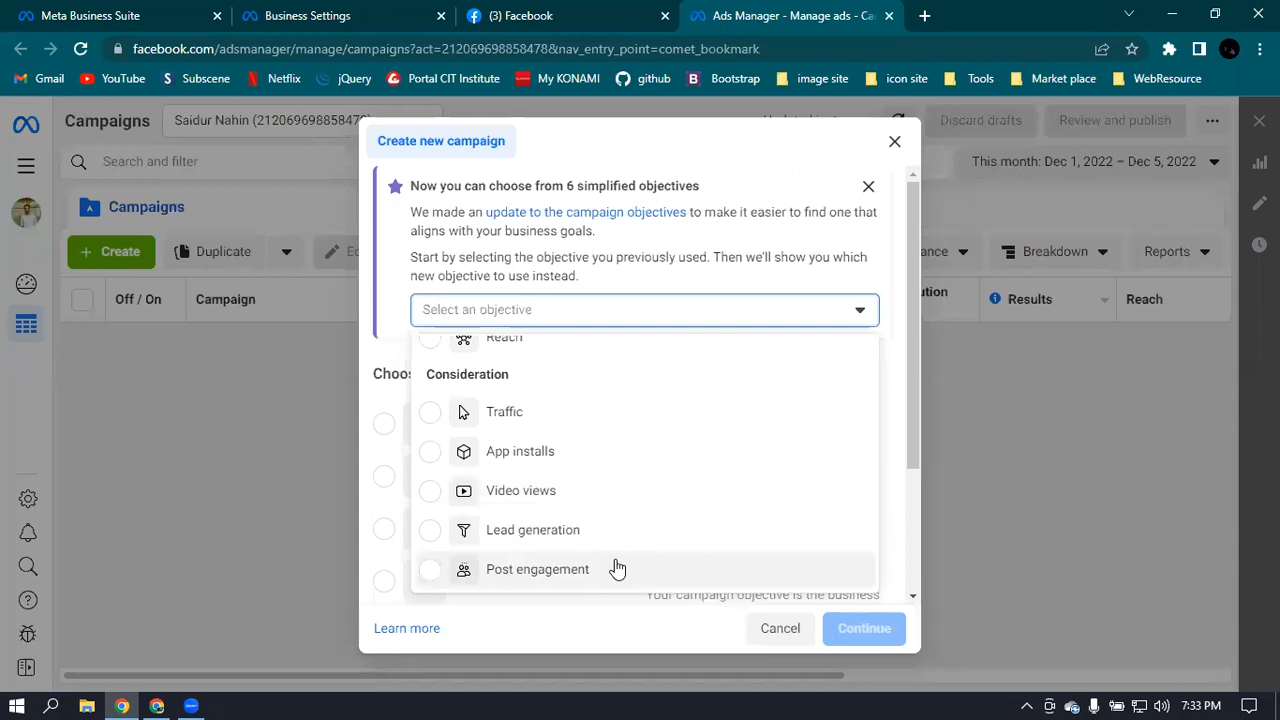 Meta Business Suite
Business Settings
(3) Facebook
Ads Manager - Manage ads - Ca
facebook.com/adsmanager/manage/campaigns?act=212069698858478&nav_entry_point=comet_bookmark
Gmail
YouTube
Subscene
Netflix
jQuery
Portal CIT Institute
My KONAMI
github
Bootstrap
image site
icon site
Tools
Market place
WebResource
Campaigns
Saidur Nahin (212069698858478)
Discard drafts
Review and publish
Create new campaign
Search and filter
This month: Dec 1, 2022 – Dec 5, 2022
Now you can choose from 6 simplified objectives
Campaigns
We made an update to the campaign objectives to make it easier to find one that
aligns with your business goals.
+ Create
Duplicate
Breakdown
Reports
Start by selecting the objective you previously used. Then we'll show you which
new objective to use instead.
Off / On
Campaign
Results
Reach
Select an objective
Reach
Consideration
Traffic
App installs
Video views
Lead generation
Post engagement
Your campaign objective is the business
Learn more
Cancel
Continue
7:33 PM